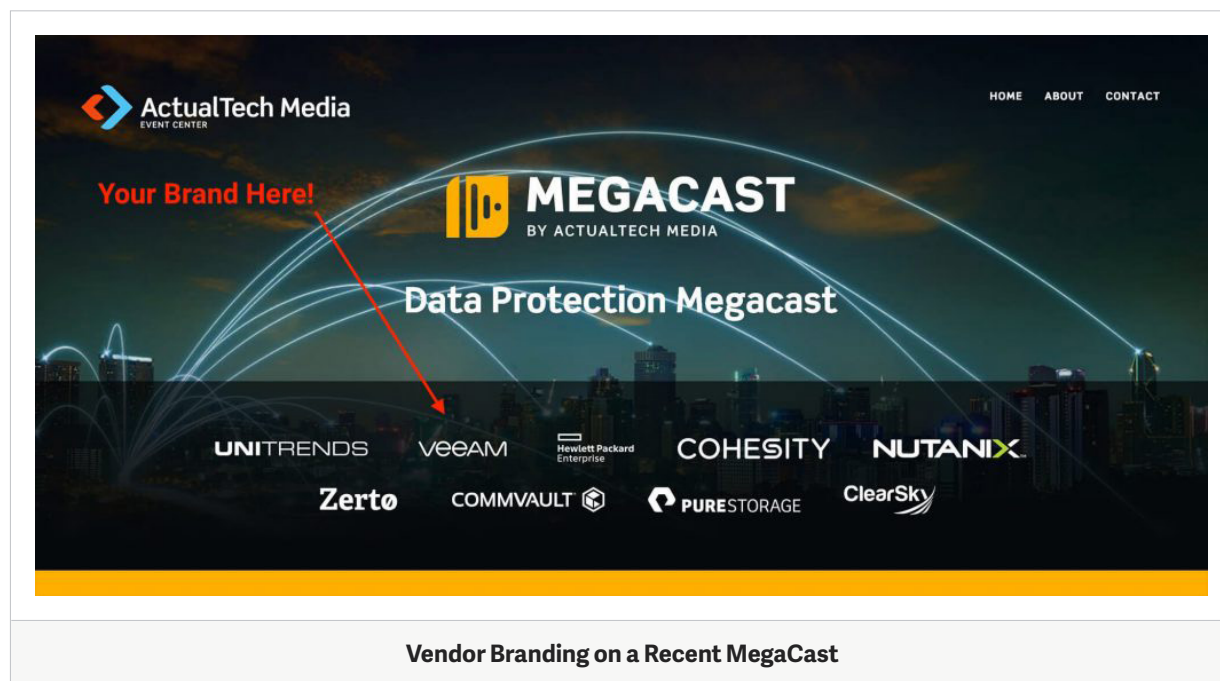 ActualTech Media
EVENT CENTER
HOME ABOUT CONTACT
Your Brand Here!
MEGACAST
BY ACTUALTECH MEDIA
Data Protection Megacast
UNITRENDS veeAM Hewlett Packard Enterprise COHESITY NUTANIX™
Zerto COMMVAULT PURESTORAGE ClearSky
Vendor Branding on a Recent MegaCast